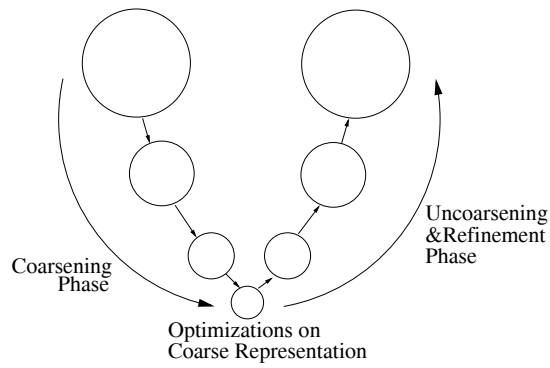 Coarsening
Phase
Uncoarsening
&Refinement
Phase
Optimizations on
Coarse Representation